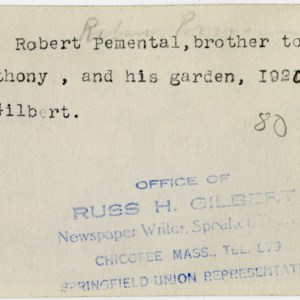 Robert Pemental, brother to
thony , and his garden, 192
Gilbert.
80
OFFICE OF
RUSS H. GILBERT
Newspaper Writer,
CHICOPEE MASS., TEL. 673
SPRINGFIELD UNION REPRESENTAT